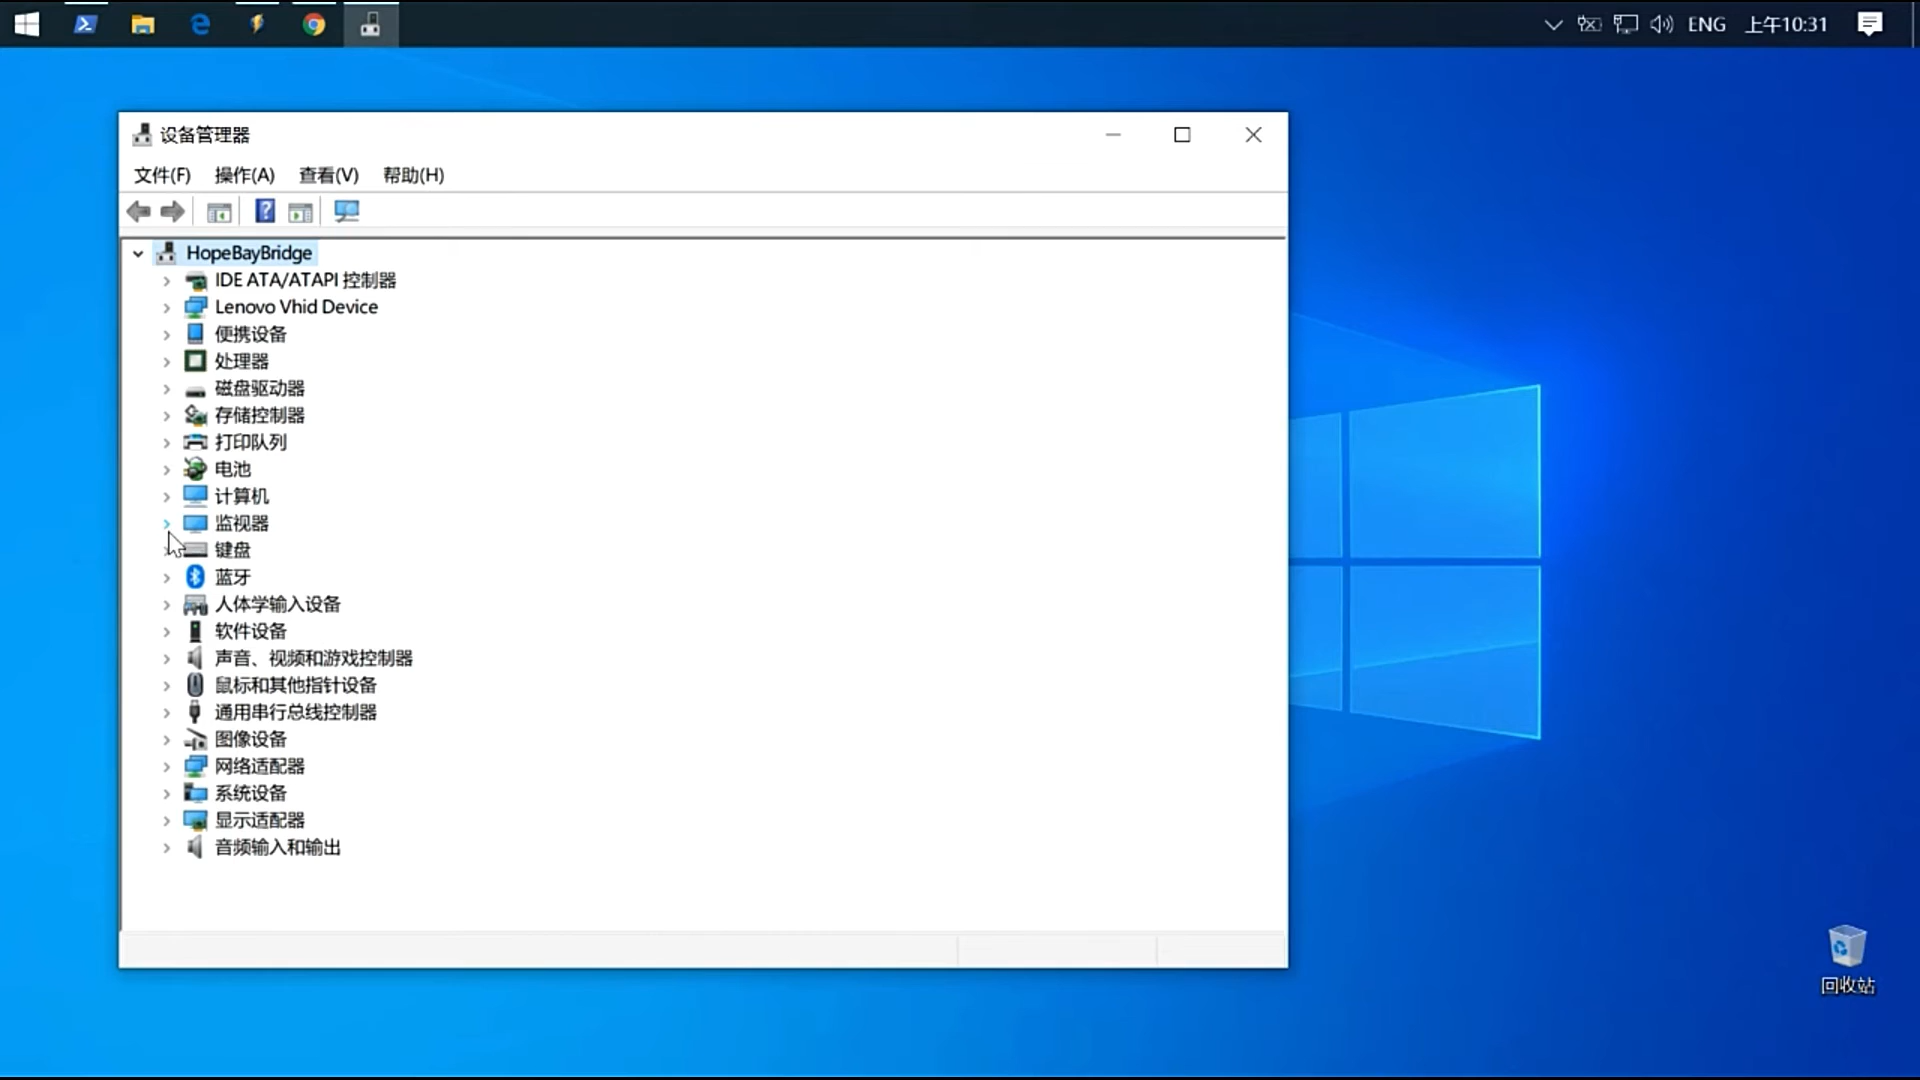 ENG 上午10:31
设备管理器
文件(F) 操作(A) 查看(V) 帮助(H)
HopeBayBridge
IDE ATA/ATAPI 控制器
Lenovo Vhid Device
便携设备
处理器
磁盘驱动器
存储控制器
打印队列
电池
计算机
监视器
键盘
蓝牙
人体学输入设备
软件设备
声音、视频和游戏控制器
鼠标和其他指针设备
通用串行总线控制器
图像设备
网络适配器
系统设备
显示适配器
音频输入和输出
回收站